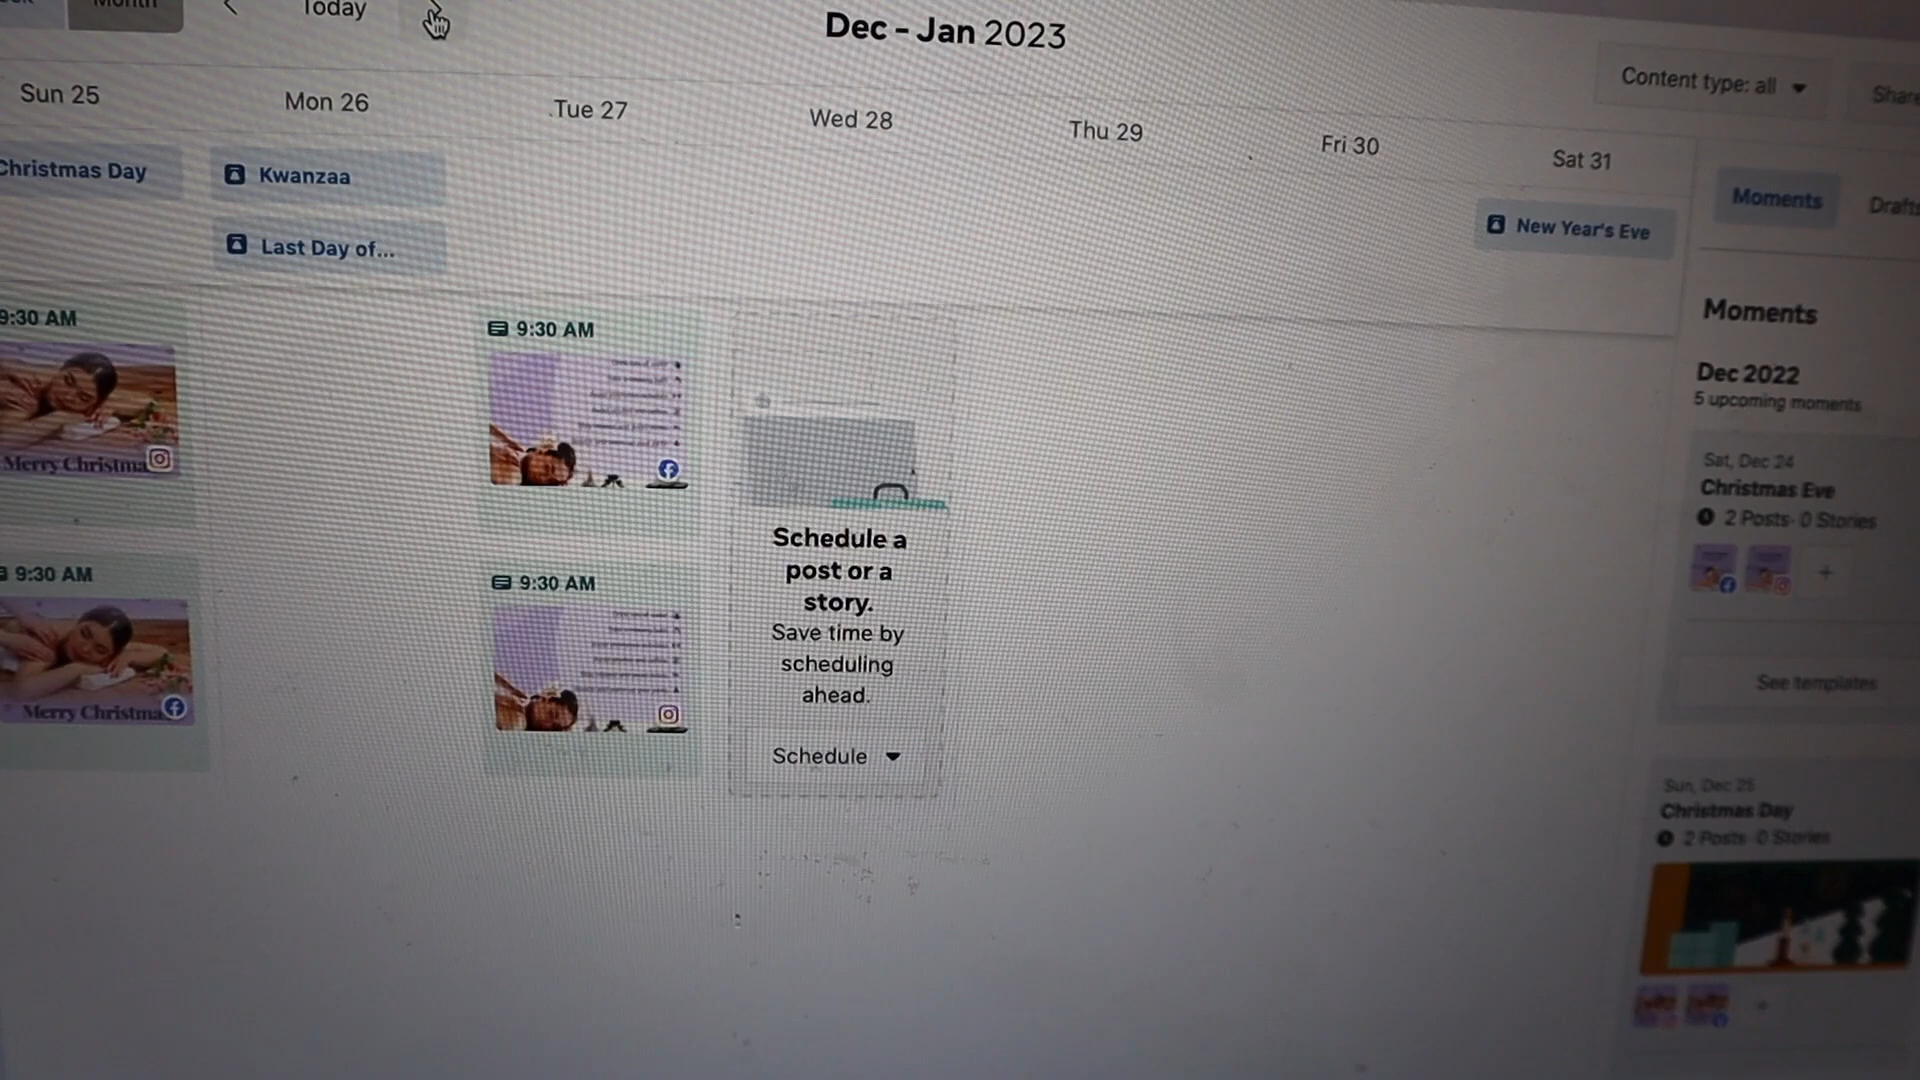 Month
Today
Dec - Jan 2023
Content type: all
Share
Sun 25
Mon 26
Tue 27
Wed 28
Thu 29
Fri 30
Sat 31
Christmas Day
Kwanzaa
Last Day of...
New Year's Eve
Moments
Drafts
9:30 AM
Merry Christma
9:30 AM
Merry Christma
9:30 AM
9:30 AM
Schedule a
post or a
story.
Save time by
scheduling
ahead.
Schedule
Moments
Dec 2022
5 upcoming moments
Sat, Dec 24
Christmas Eve
2 Posts · 0 Stories
See templates
Sun, Dec 25
Christmas Day
2 Posts · 0 Stories